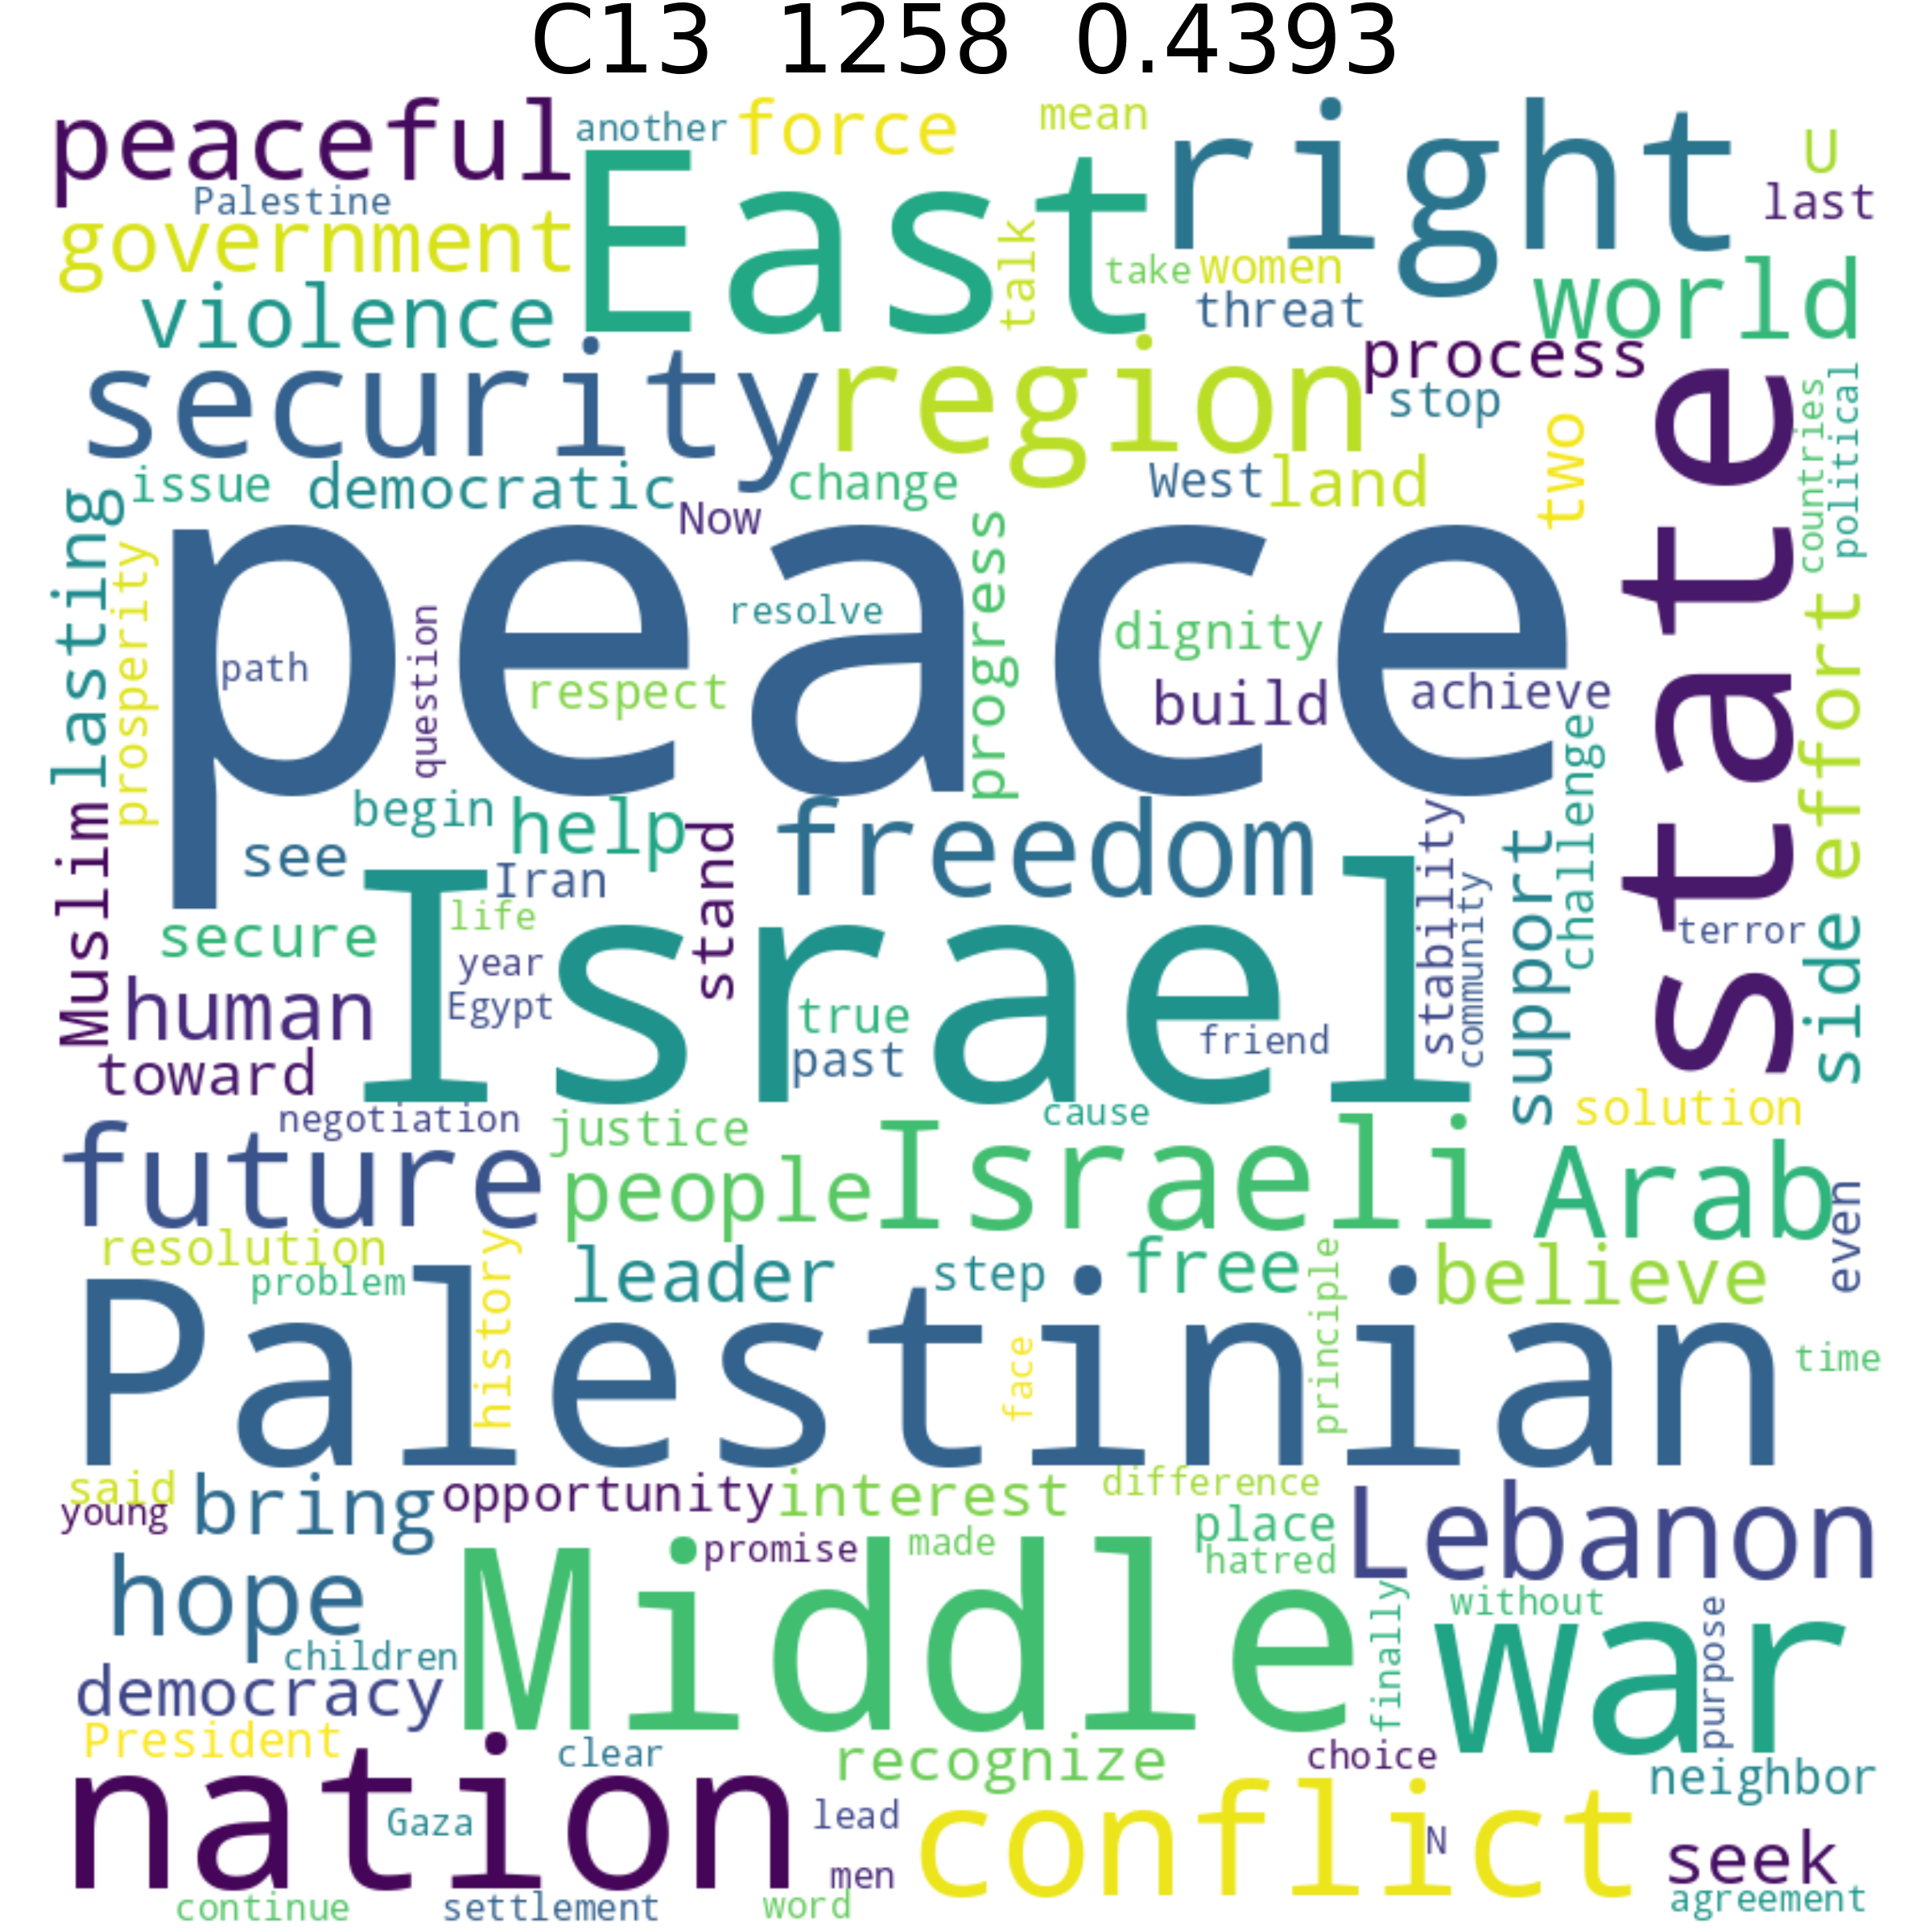 C13 1258 0.4393
peaceful another force mean right U
Palestine East last
government talk take women world
violence threat
security region process
stop two state countries political
issue democratic change West land
lasting Now
prosperity peace progress
resolve dignity effort
path question respect build achieve
challenge
begin help freedom
Muslim see stand stability support
Iran
secure life Israel community terror side
year
human Egypt true friend
toward past
negotiation justice cause solution
future people Israeli Arab
even
resolution history leader step free principle believe
problem
Palestinian face time
said bring opportunity interest difference Lebanon
young place
promise made hatred
hope Middle finally without war purpose
children
democracy
President clear recognize choice neighbor
nation Gaza lead conflict N seek
men
continue settlement word agreement